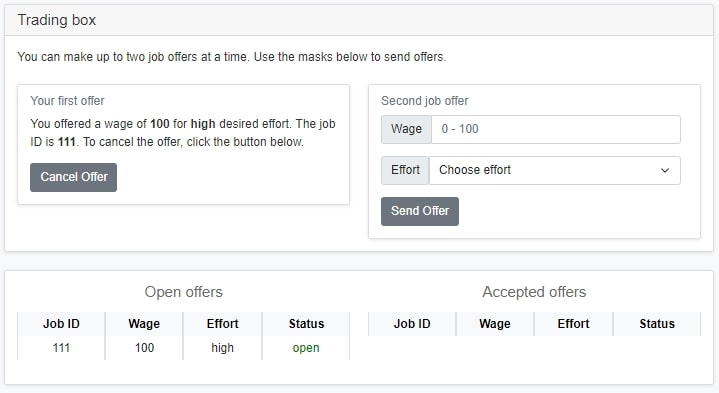 Trading box
You can make up to two job offers at a time. Use the masks below to send offers.
Your first offer
You offered a wage of 100 for high desired effort. The job
ID is 111. To cancel the offer, click the button below.
Cancel Offer
Second job offer
Wage 0 - 100
Effort Choose effort
Send Offer
Open offers
Job ID Wage Effort Status
111 100 high open
Accepted offers
Job ID Wage Effort Status